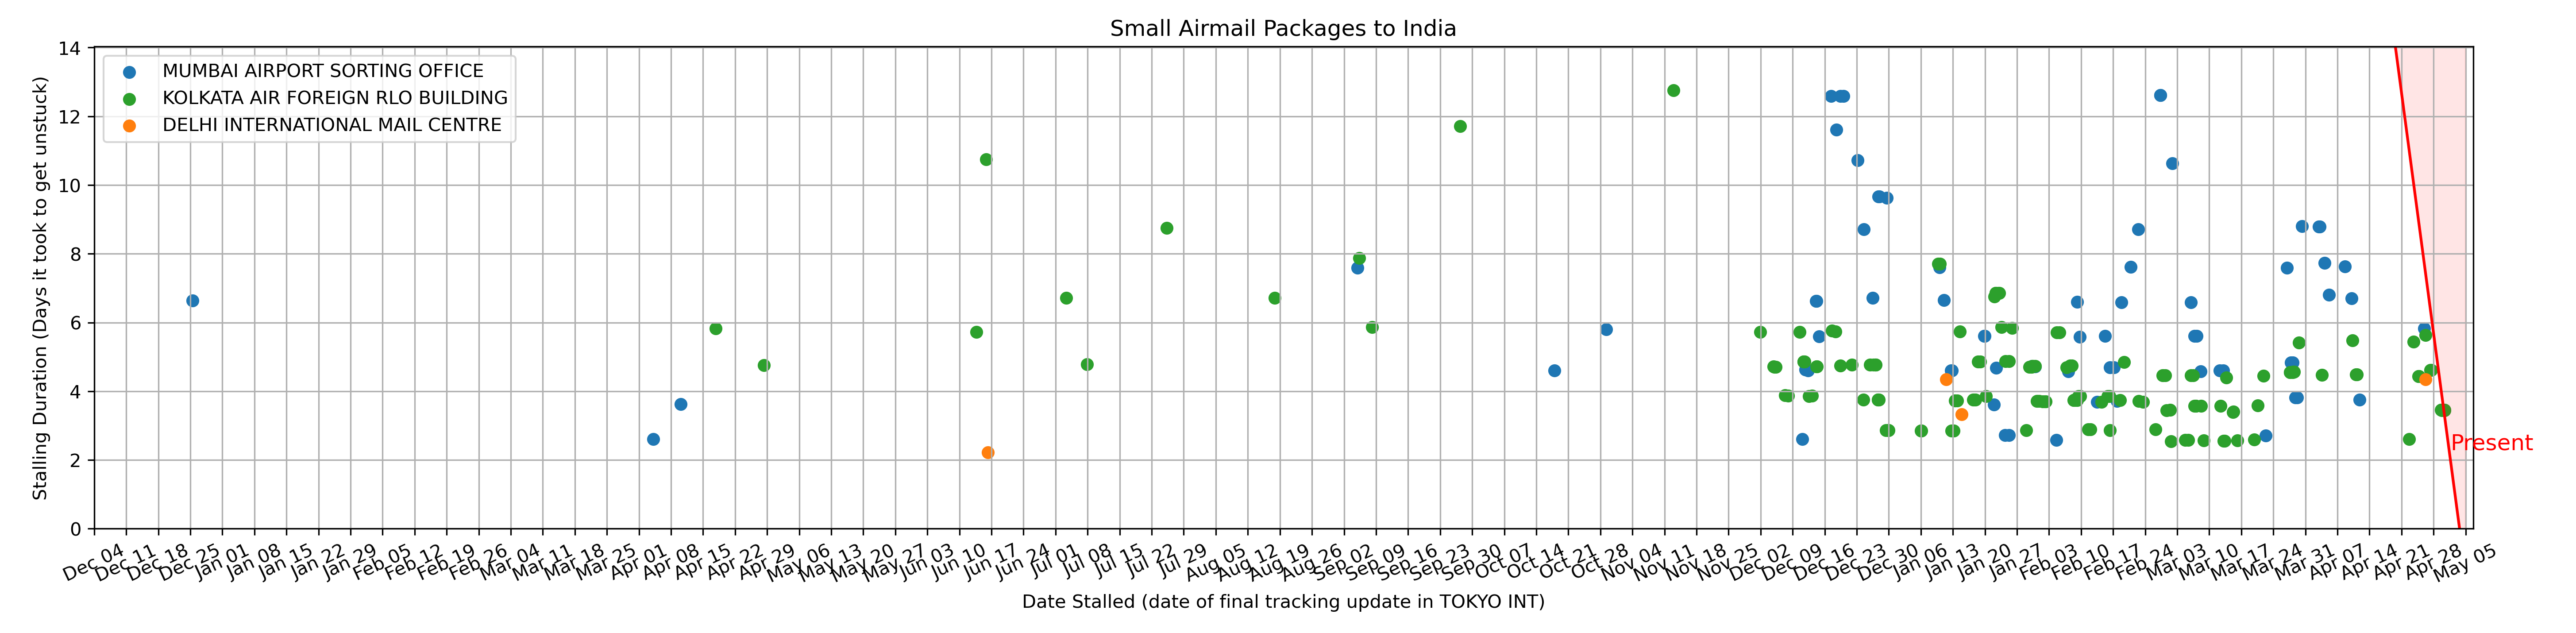 Small Airmail Packages to India
MUMBAI AIRPORT SORTING OFFICE
KOLKATA AIR FOREIGN RLO BUILDING
DELHI INTERNATIONAL MAIL CENTRE
Stalling Duration (Days it took to get unstuck)
14
12
10
8
6
4
2
0
Present
Dec 04 Dec 11 Dec 18 Dec 25 Jan 01 Jan 08 Jan 15 Jan 22 Jan 29 Feb 05 Feb 12 Feb 19 Feb 26 Mar 04 Mar 11 Mar 18 Mar 25 Apr 01 Apr 08 Apr 15 Apr 22 Apr 29 May 06 May 13 May 20 May 27 Jun 03 Jun 10 Jun 17 Jun 24 Jul 01 Jul 08 Jul 15 Jul 22 Jul 29 Aug 05 Aug 12 Aug 19 Aug 26 Sep 02 Sep 09 Sep 16 Sep 23 Sep 30 Oct 07 Oct 14 Oct 21 Oct 28 Nov 04 Nov 11 Nov 18 Nov 25 Dec 02 Dec 09 Dec 16 Dec 23 Dec 30 Jan 06 Jan 13 Jan 20 Jan 27 Feb 03 Feb 10 Feb 17 Feb 24 Mar 03 Mar 10 Mar 17 Mar 24 Mar 31 Apr 07 Apr 14 Apr 21 Apr 28 May 05
Date Stalled (date of final tracking update in TOKYO INT)